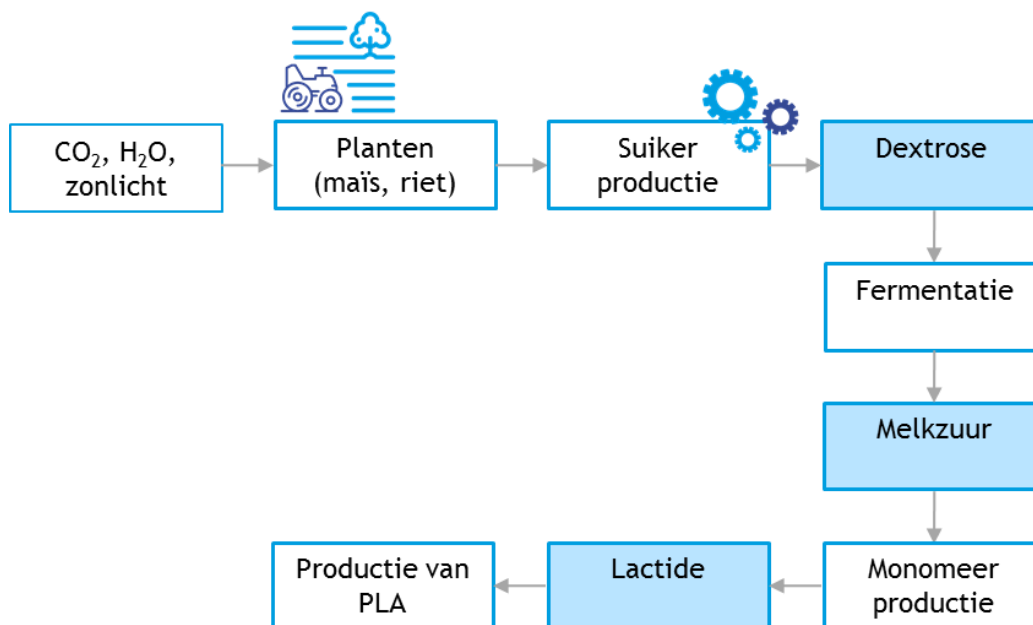 CO₂, H₂O,
zonlicht
Planten
(maïs, riet)
Suiker
productie
Dextrose
Fermentatie
Melkzuur
Monomeer
productie
Lactide
Productie van
PLA